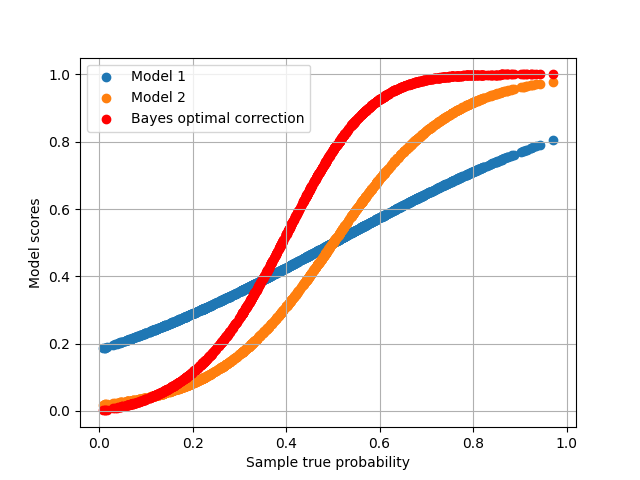 Model 1
Model 2
Bayes optimal correction
1.0
0.8
0.6
0.4
0.2
0.0
Model scores
0.0 0.2 0.4 0.6 0.8 1.0
Sample true probability